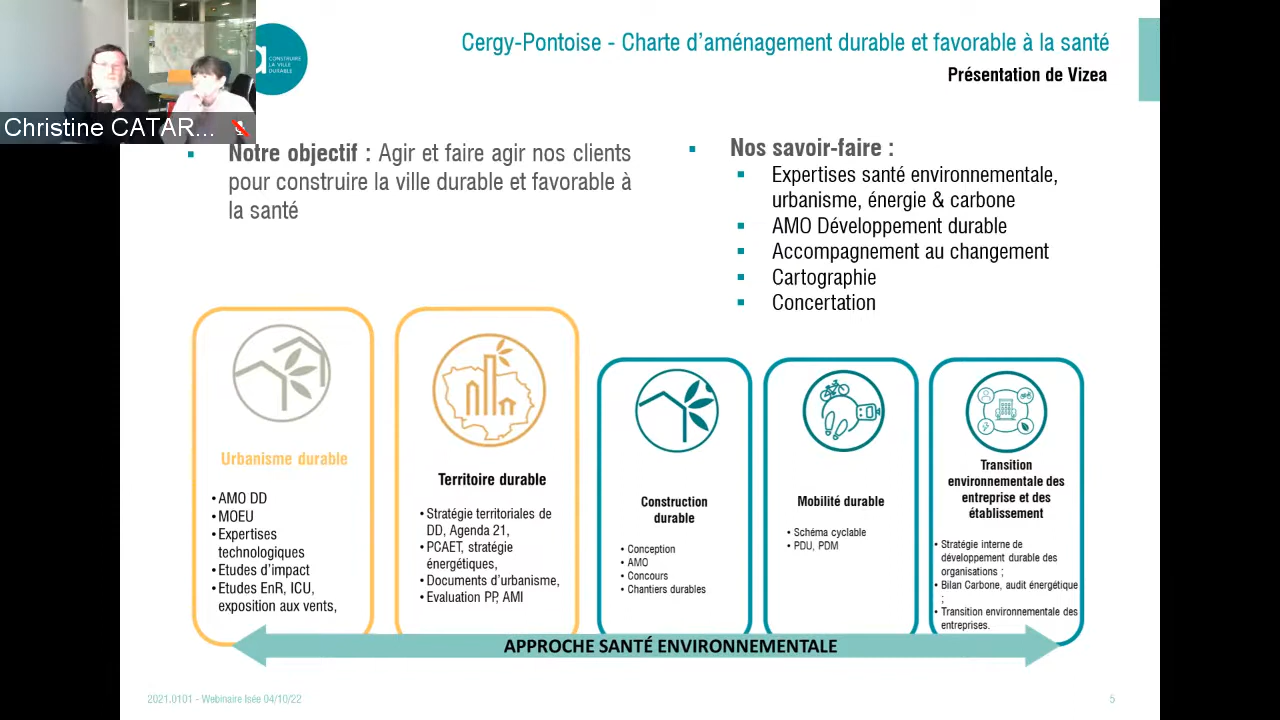 Cergy-Pontoise - Charte d'aménagement durable et favorable à la santé
Présentation de Vizea
a
CONSTRUIRE
LA VILLE
DURABLE
Christine CATAR...
Notre objectif : Agir et faire agir nos clients
pour construire la ville durable et favorable à
la santé
Nos savoir-faire :
Expertises santé environnementale,
urbanisme, énergie & carbone
AMO Développement durable
Accompagnement au changement
Cartographie
Concertation
Urbanisme durable
• AMO DD
• MOEU
• Expertises
technologiques
• Etudes d'impact
• Etudes EnR, ICU,
exposition aux vents,
Territoire durable
• Stratégie territoriales de
DD, Agenda 21,
• PCAET, stratégie
énergétiques,
• Documents d'urbanisme,
• Evaluation PP, AMI
Construction
durable
• Conception
• AMO
• Concours
• Chantiers durables
Mobilité durable
• Schéma cyclable
• PDU, PDM
Transition
environnementale des
entreprise et des
établissement
• Stratégie interne de
développement durable des
organisations ;
• Bilan Carbone, audit énergétique
;
• Transition environnementale des
entreprises.
APPROCHE SANTÉ ENVIRONNEMENTALE
2021.0101 - Webinaire Isée 04/10/22
5